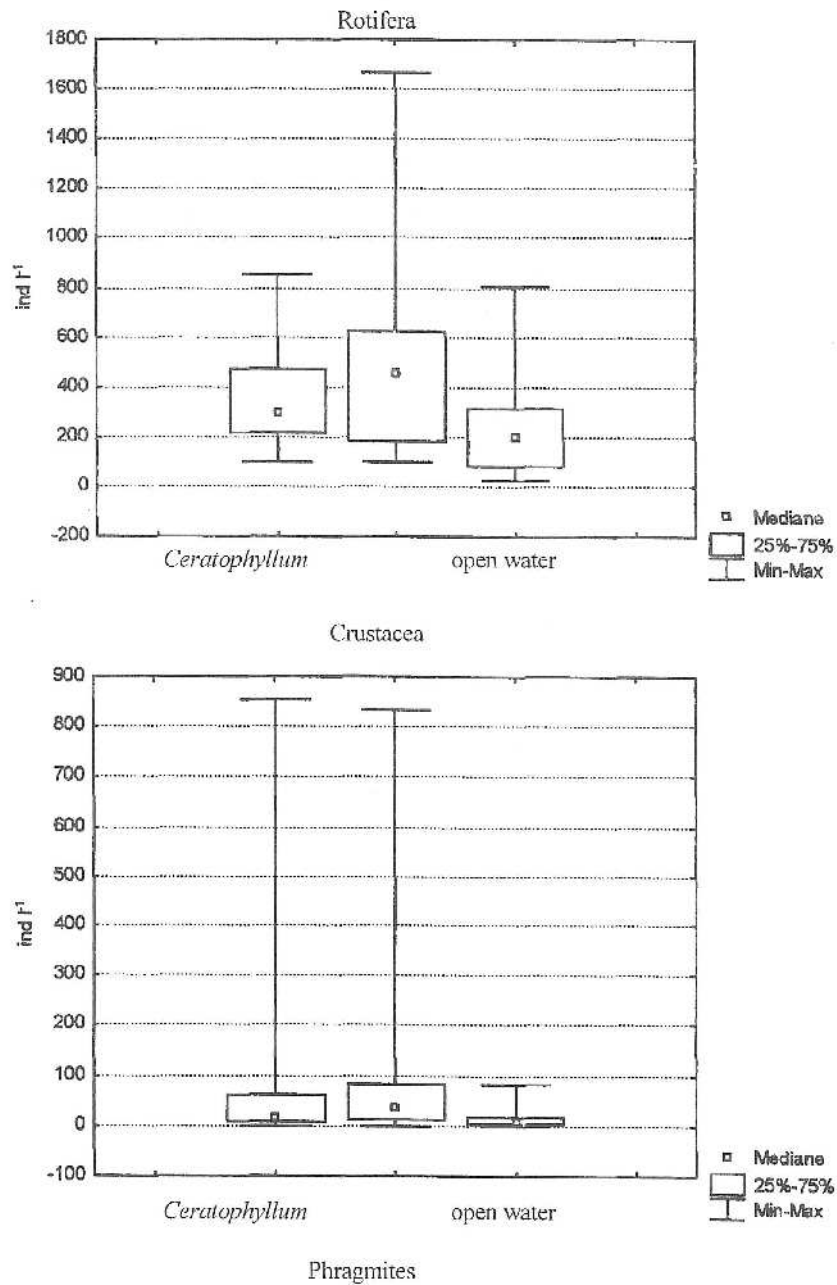 Rotifera
1800
1600
1400
1200
1000
800
600
400
200
0
-200
ind l⁻¹
Ceratophyllum open water
Mediane
25%-75%
Min-Max
Crustacea
900
800
700
600
500
400
300
200
100
0
-100
ind l⁻¹
Ceratophyllum open water
Mediane
25%-75%
Min-Max
Phragmites